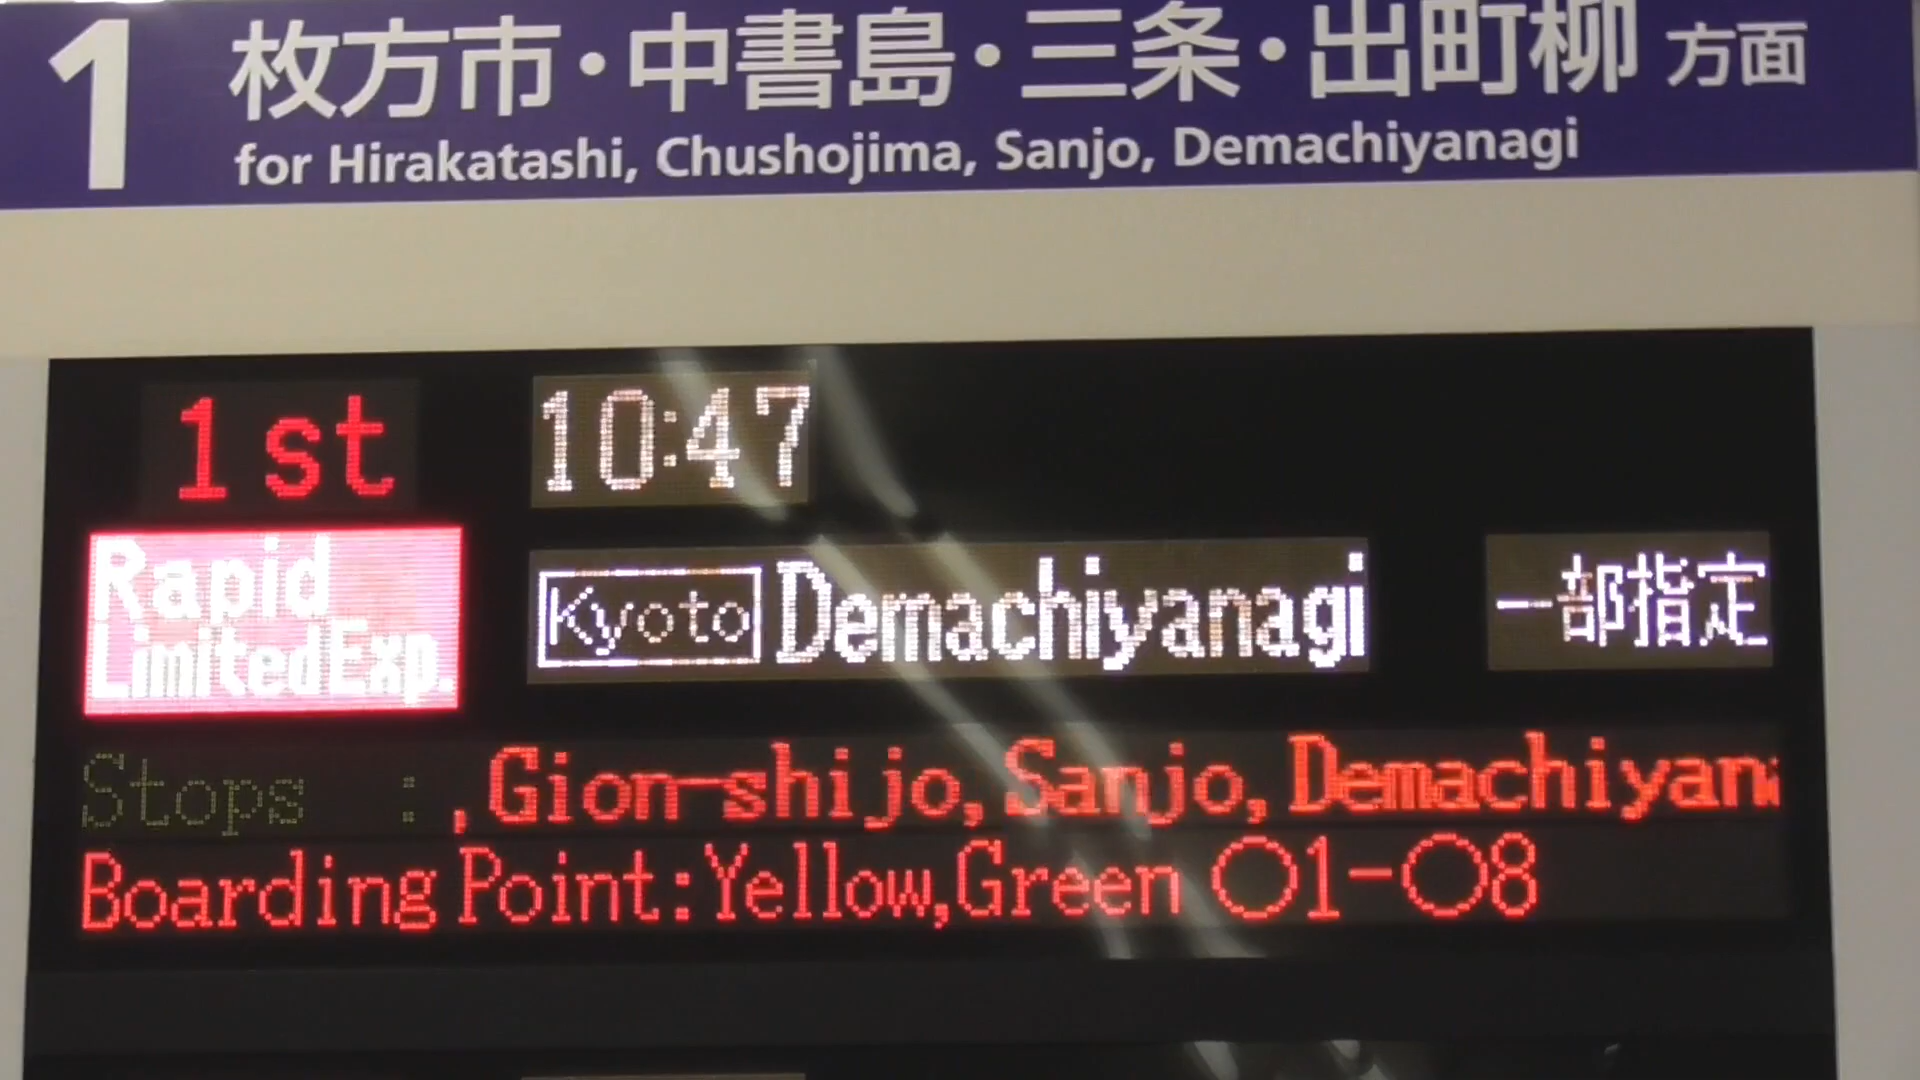 1 枚方市・中書島・三条・出町柳 方面
for Hirakatashi, Chushojima, Sanjo, Demachiyanagi
1st 10:47
Rapid
LimitedExp.
Kyoto Demachiyanagi 一部指定
Stops : ,Gion-shijo, Sanjo, Demachiyan
Boarding Point:Yellow,Green ○1-○8